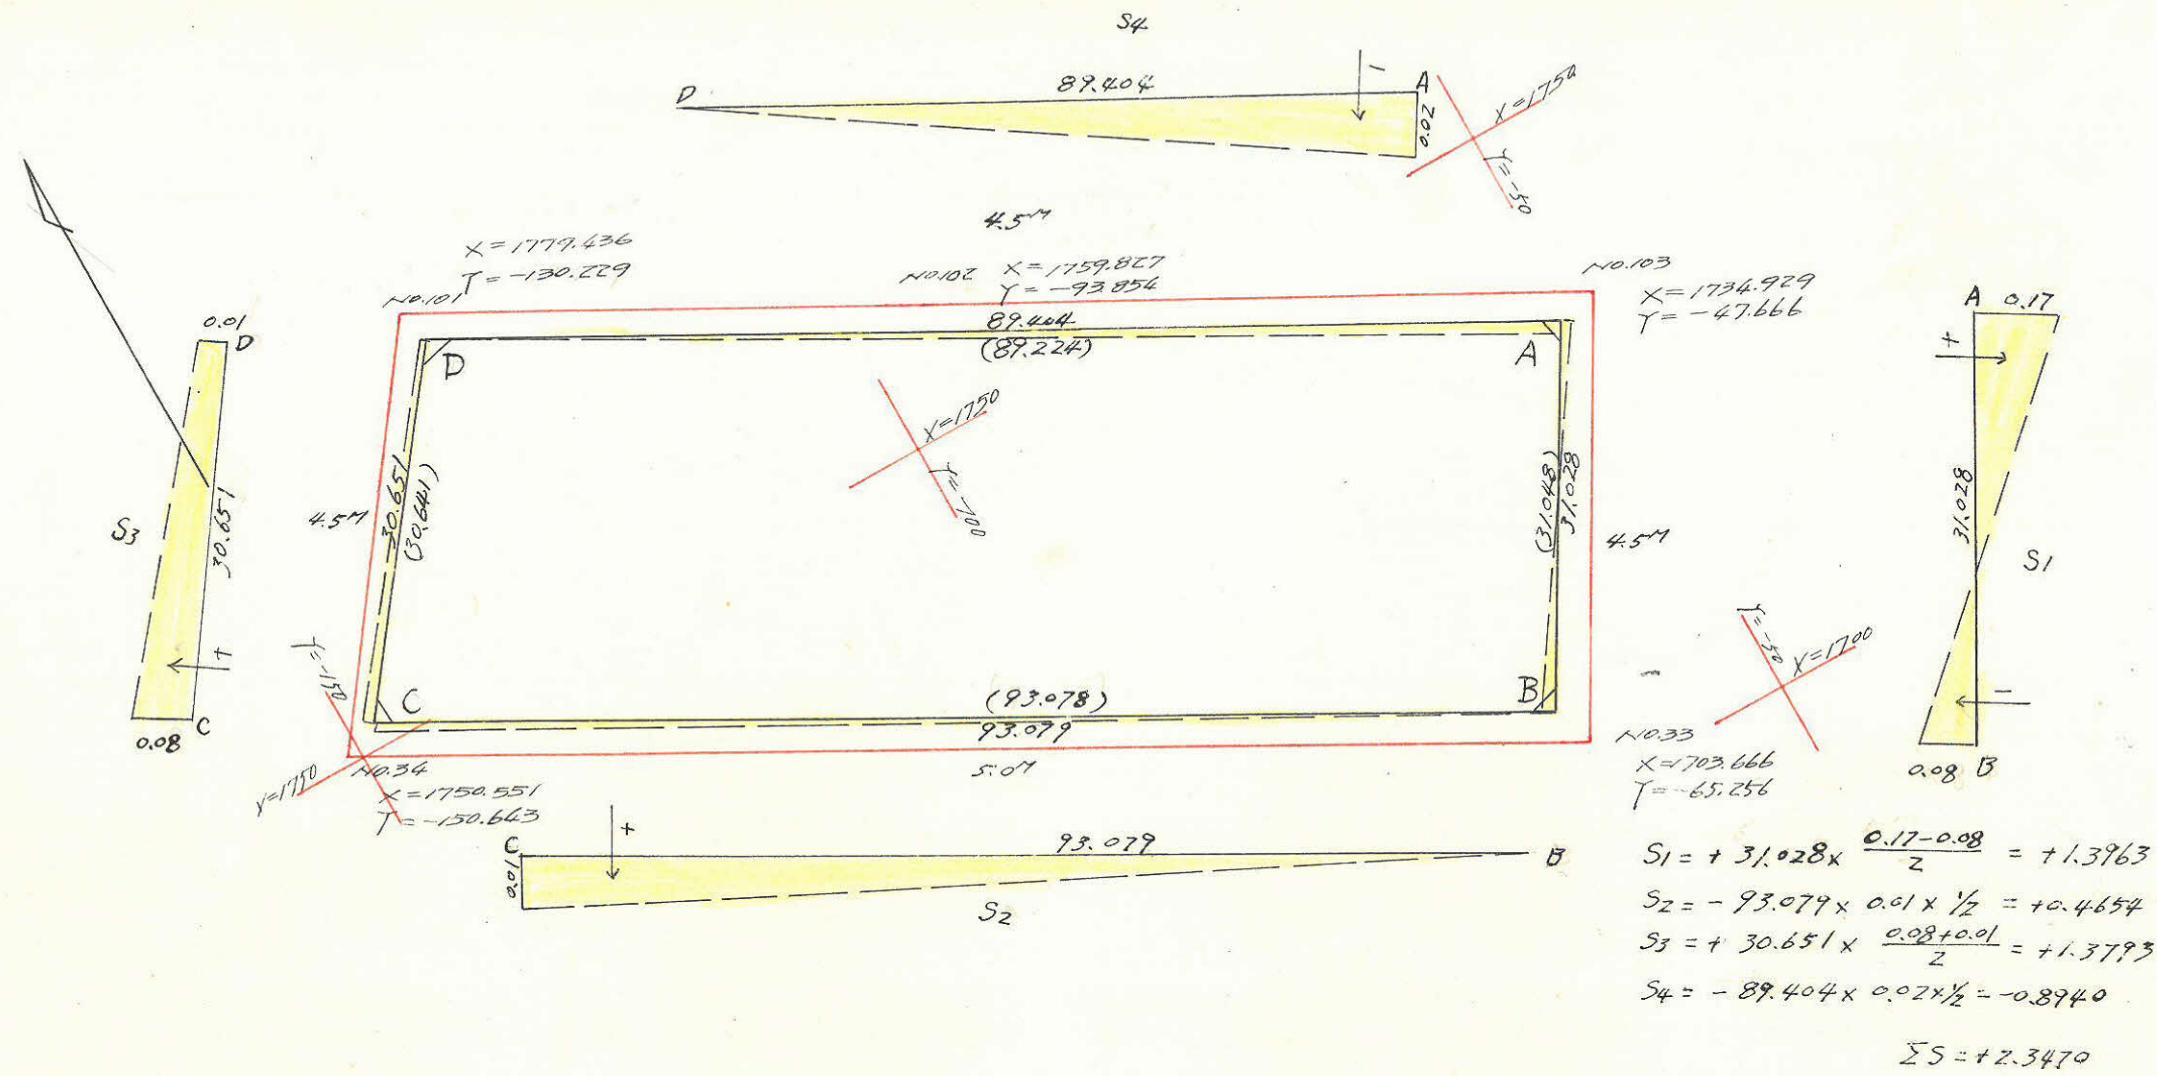 S4
89.404
D
A
0.02
−
X=1750
Y=-50
4.5M
X=1779.436
Y=-130.229
NO.101
NO.102
X=1759.827
Y=-93.854
NO.103
X=1734.929
Y=-47.666
89.404
(89.224)
D
A
X=1750
Y=-100
30.651
(30.641)
4.5M
(31.048)
31.028
4.5M
C
B
(93.078)
93.079
5.0M
0.01
D
S3
30.651
+
0.08
C
A
0.17
+
31.028
S1
−
0.08
B
Y=-150
X=1750
NO.34
X=1750.551
Y=-150.643
Y=-50
X=1700
NO.33
X=1703.666
Y=-65.256
C
93.079
B
0.01
+
S2
S1 = + 31.028 x (0.17-0.08)/2 = +1.3963
S2 = - 93.079 x 0.01 x 1/2 = +0.4654
S3 = + 30.651 x (0.08+0.01)/2 = +1.3793
S4 = - 89.404 x 0.02 x 1/2 = -0.8940
ΣS = +2.3470